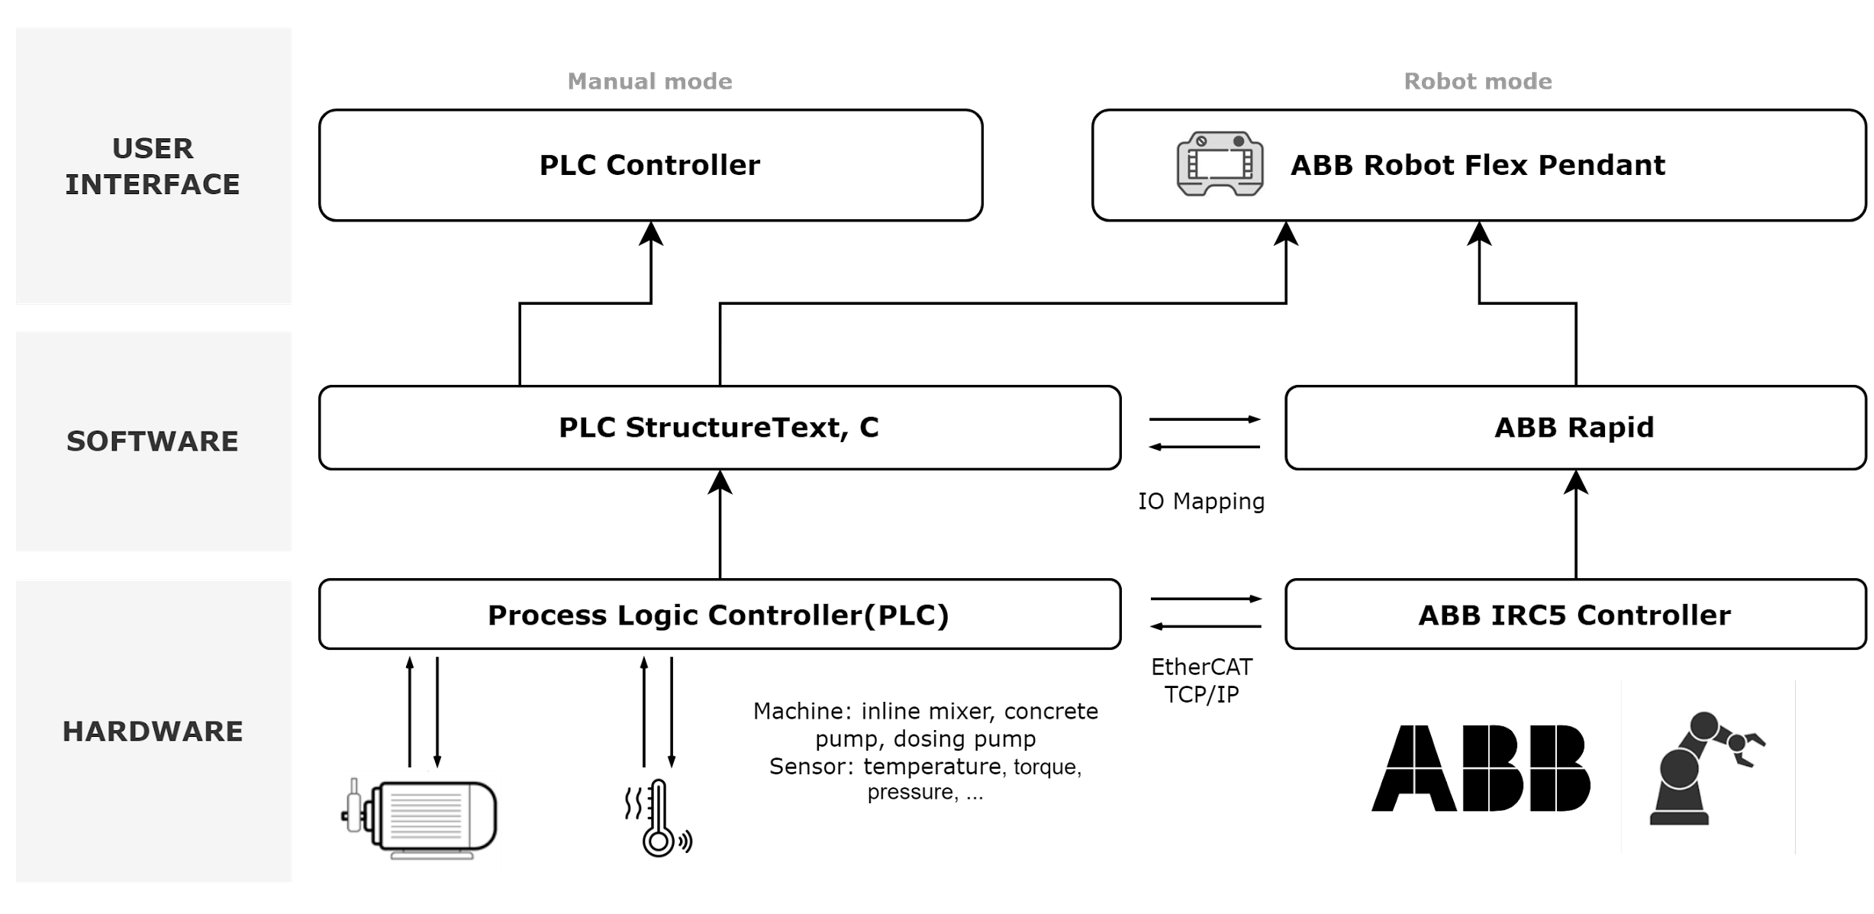 Manual mode
Robot mode
USER
INTERFACE
PLC Controller
ABB Robot Flex Pendant
SOFTWARE
PLC StructureText, C
ABB Rapid
IO Mapping
HARDWARE
Process Logic Controller(PLC)
ABB IRC5 Controller
EtherCAT
TCP/IP
Machine: inline mixer, concrete
pump, dosing pump
Sensor: temperature, torque,
pressure, ...
ABB